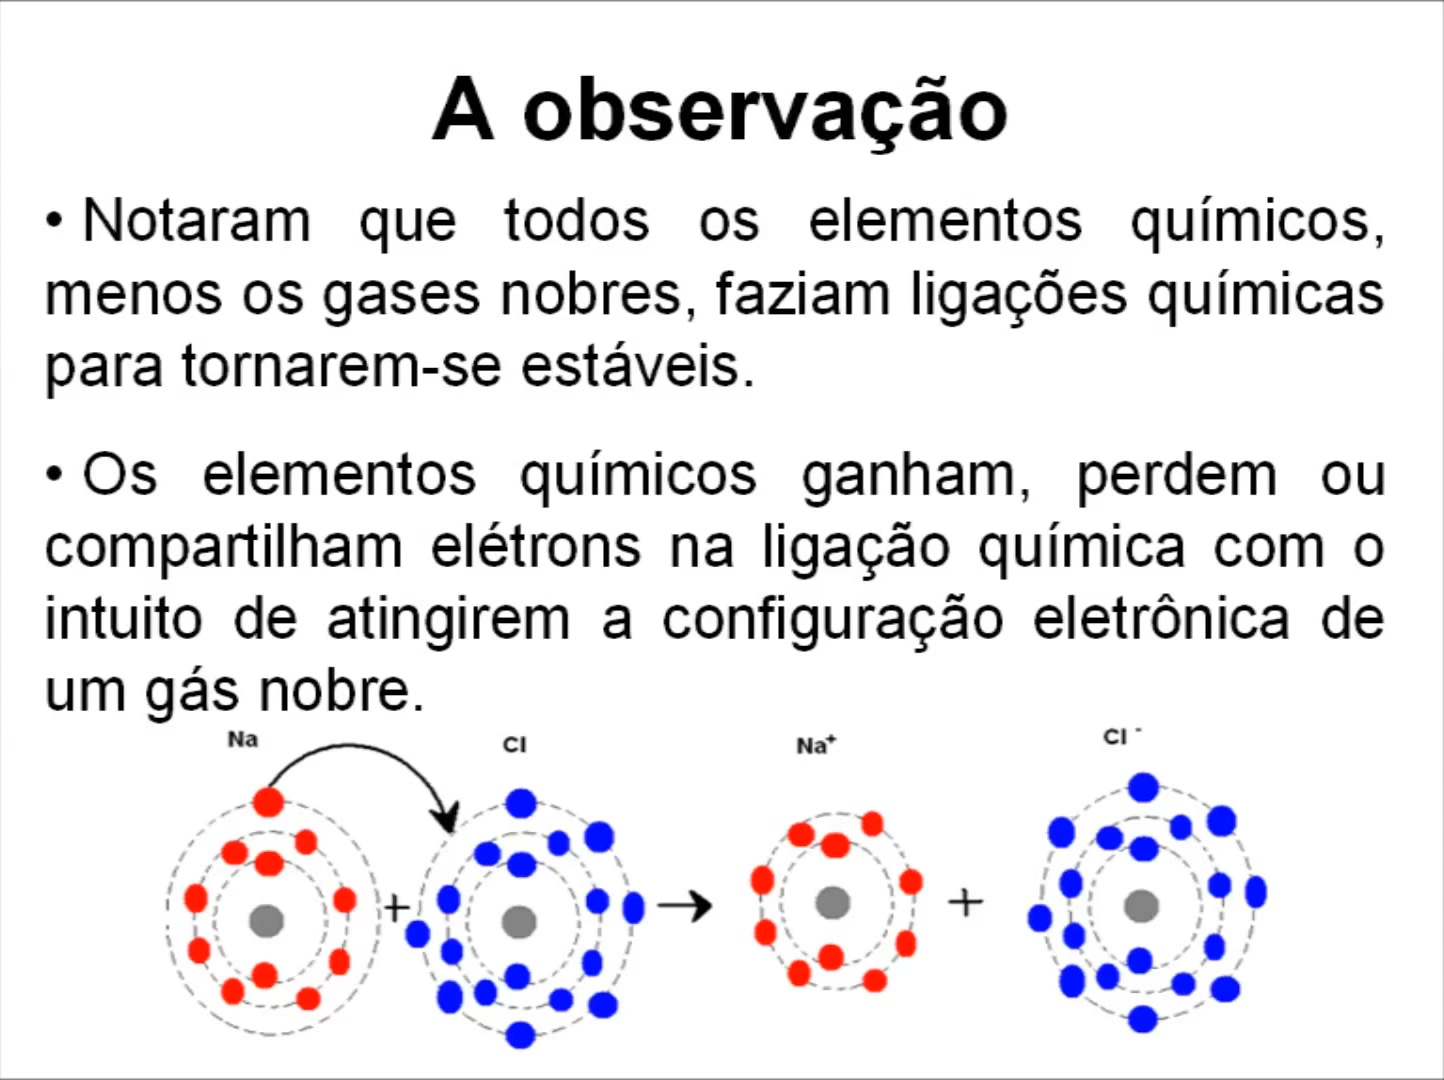 A observação
• Notaram que todos os elementos químicos,
menos os gases nobres, faziam ligações químicas
para tornarem-se estáveis.
• Os elementos químicos ganham, perdem ou
compartilham elétrons na ligação química com o
intuito de atingirem a configuração eletrônica de
um gás nobre.
Na Cl Na⁺ Cl⁻
+ → +